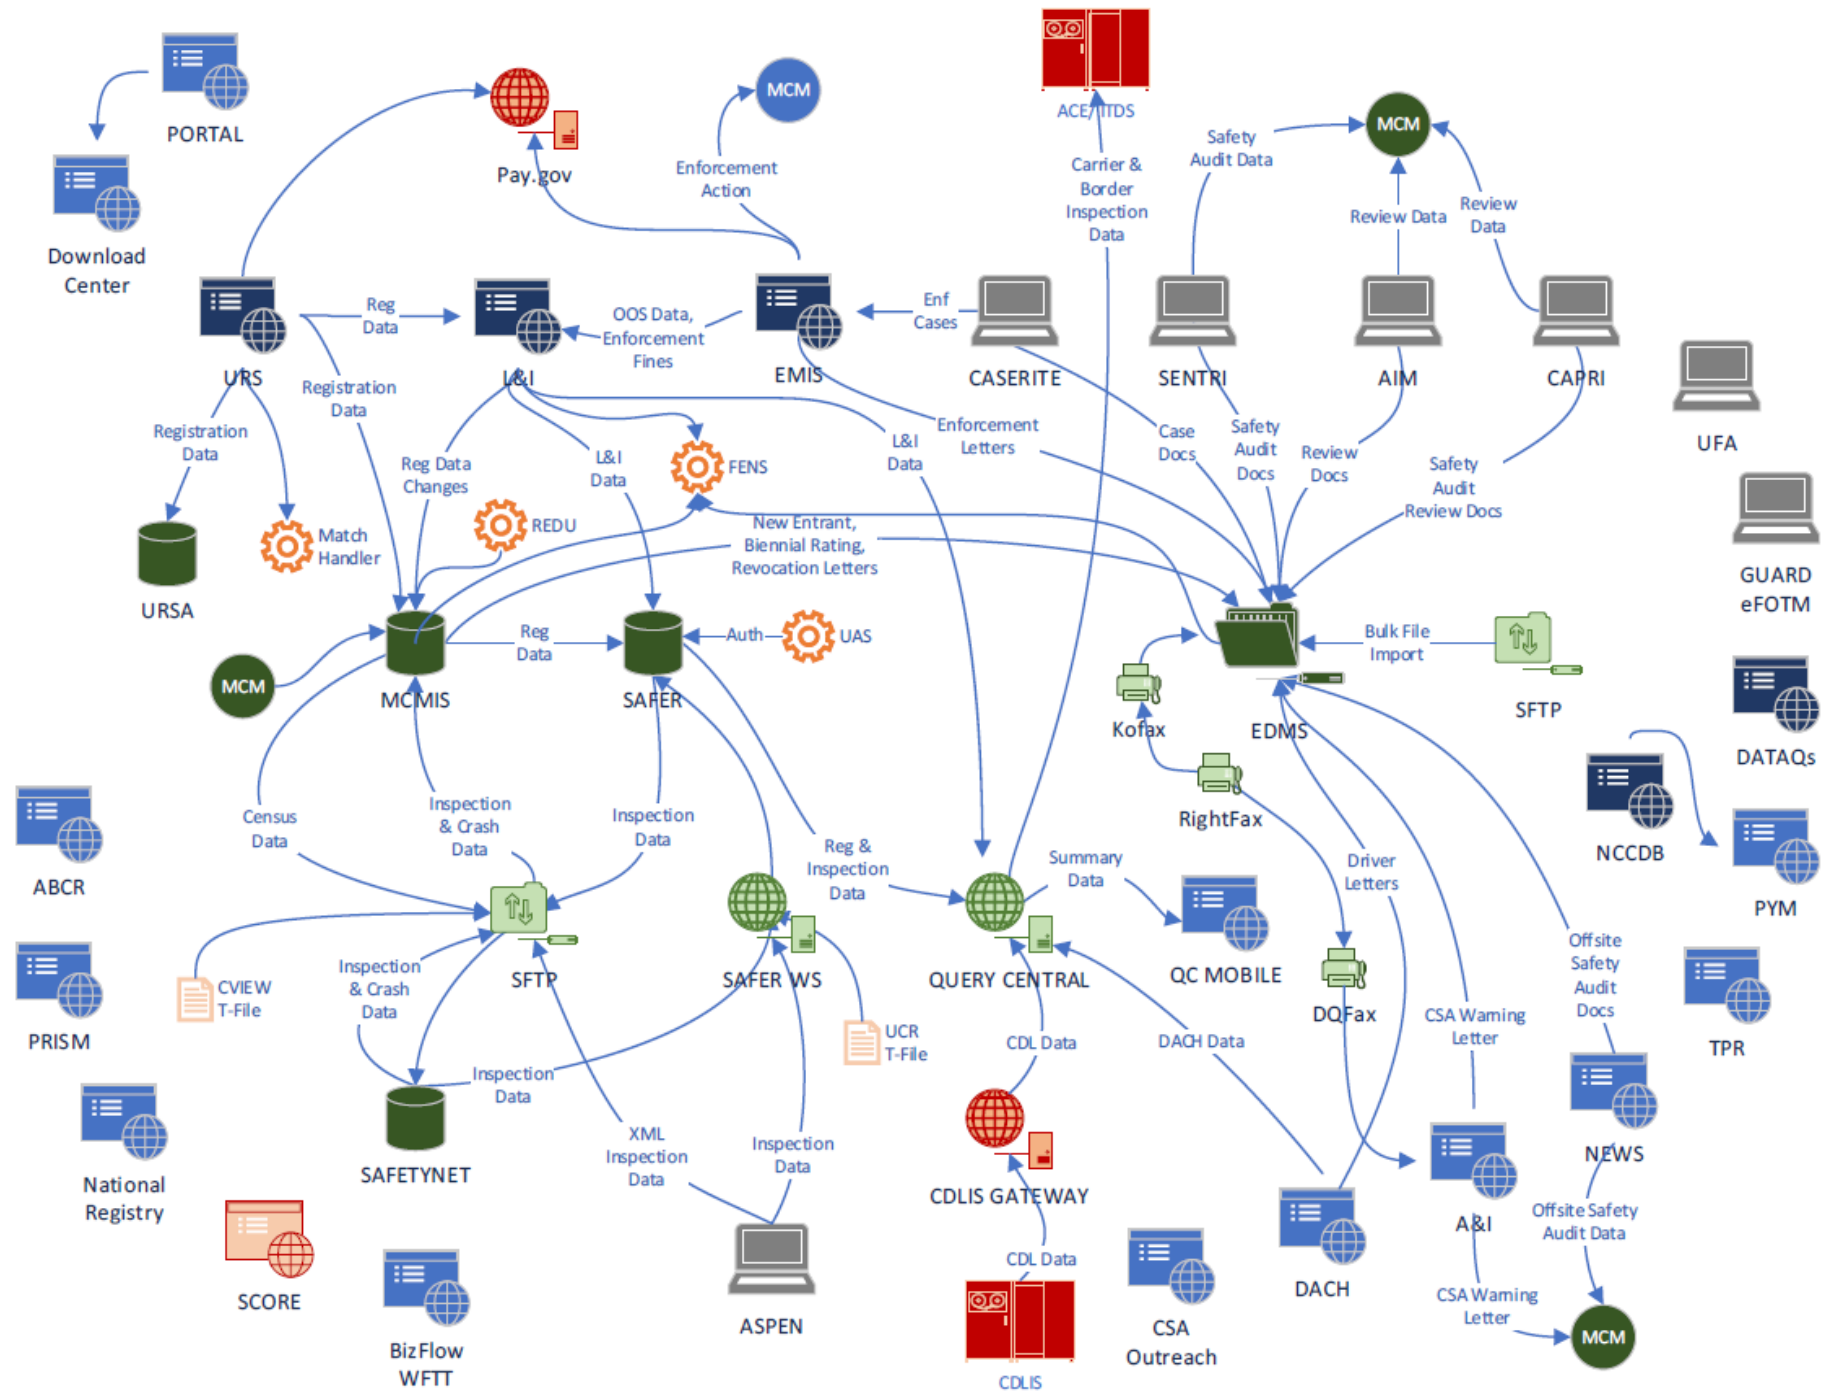 PORTAL
Download
Center
Pay.gov
MCM
Enforcement
Action
ACE/ ITDS
Carrier &
Border
Inspection
Data
Safety
Audit Data
MCM
Review Data
Review
Data
URS
Reg
Data
L&I
OOS Data,
Enforcement
Fines
EMIS
Enf
Cases
CASERITE
SENTRI
AIM
CAPRI
UFA
Registration
Data
Registration
Data
Reg Data
Changes
L&I
Data
FENS
L&I
Data
Enforcement
Letters
Case
Docs
Safety
Audit
Docs
Review
Docs
Safety
Audit
Review Docs
GUARD
eFOTM
URSA
Match
Handler
REDU
New Entrant,
Biennial Rating,
Revocation Letters
MCM
MCMIS
Reg
Data
SAFER
Auth
UAS
Kofax
EDMS
Bulk File
Import
SFTP
DATAQs
RightFax
NCCDB
PYM
ABCR
Census
Data
Inspection
& Crash
Data
Inspection
Data
Reg &
Inspection
Data
Summary
Data
Driver
Letters
PRISM
CVIEW
T-File
Inspection
& Crash
Data
SFTP
SAFER WS
UCR
T-File
QUERY CENTRAL
QC MOBILE
DQFax
Offsite
Safety
Audit
Docs
CSA Warning
Letter
TPR
Inspection
Data
CDL Data
DACH Data
National
Registry
SAFETYNET
XML
Inspection
Data
Inspection
Data
CDLIS GATEWAY
NEWS
A&I
Offsite Safety
Audit Data
SCORE
BizFlow
WFTT
ASPEN
CDL Data
CDLIS
CSA
Outreach
DACH
CSA Warning
Letter
MCM